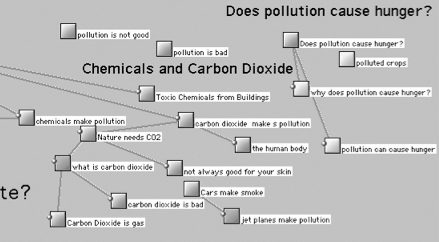 Does pollution cause hunger?
pollution is not good
pollution is bad
Does pollution cause hunger?
polluted crops
Chemicals and Carbon Dioxide
Toxic Chemicals from Buildings
why does pollution cause hunger?
chemicals make pollution
carbon dioxide make s pollution
Nature needs CO2
the human body
pollution can cause hunger
what is carbon dioxide
not always good for your skin
te?
Cars make smoke
carbon dioxide is bad
Carbon Dioxide is gas
jet planes make pollution